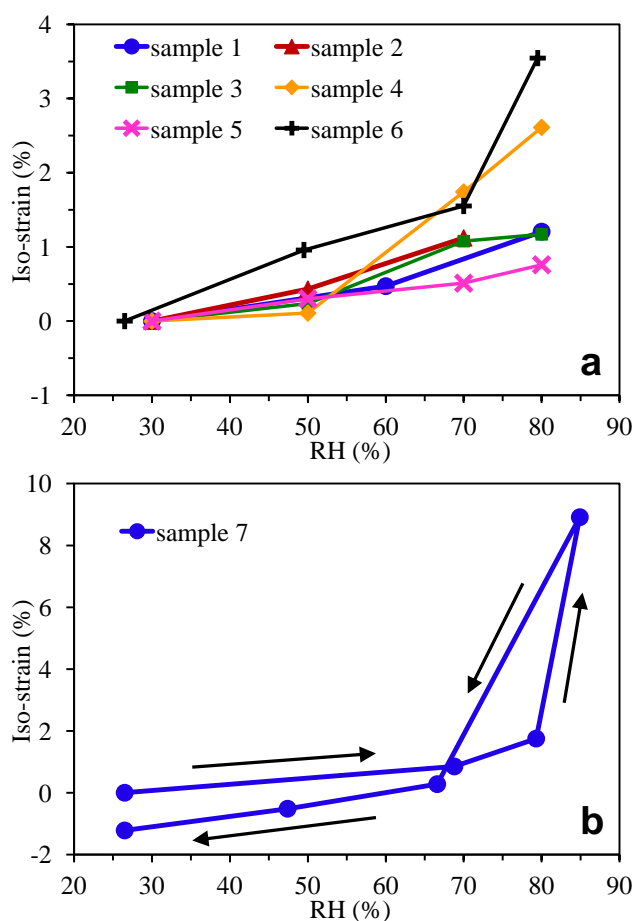 4
3
2
1
0
-1
Iso-strain (%)
sample 1 sample 2
sample 3 sample 4
sample 5 sample 6
a
20 30 40 50 60 70 80 90
RH (%)
10
8
6
4
2
0
-2
Iso-strain (%)
sample 7
b
20 30 40 50 60 70 80 90
RH (%)